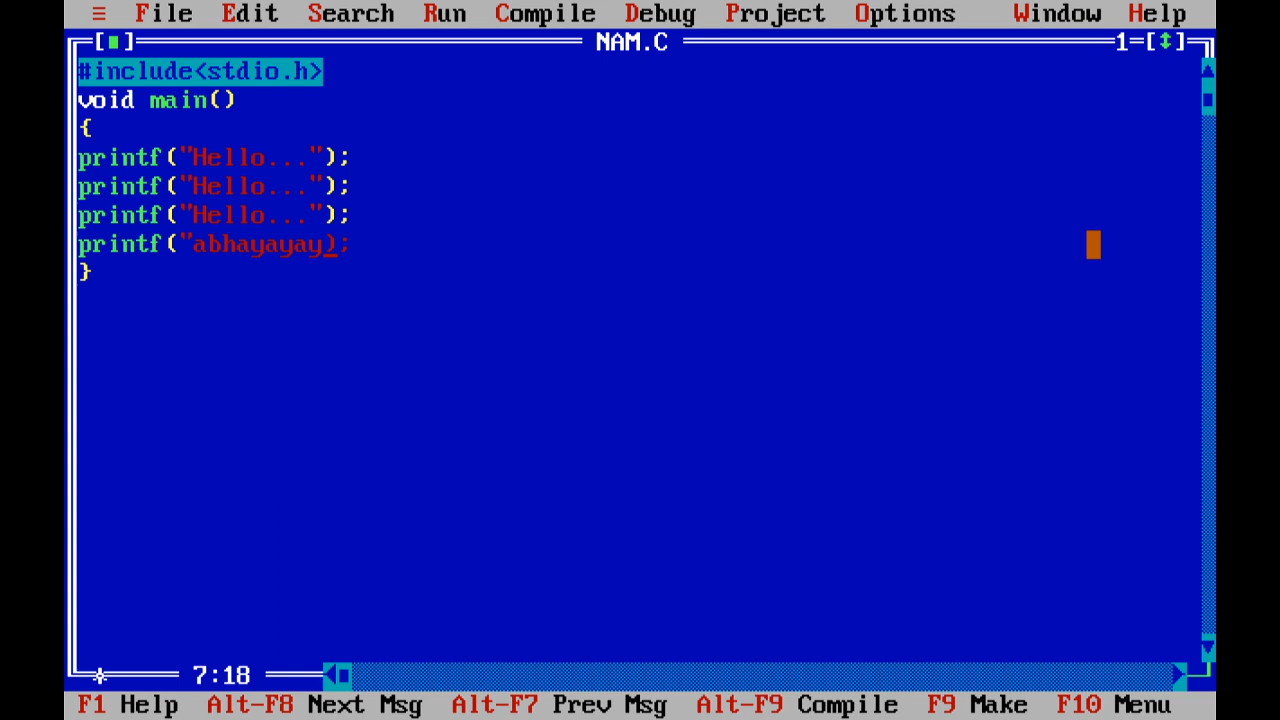 ≡ File Edit Search Run Compile Debug Project Options Window Help
[■] NAM.C 1=[↕]
#include<stdio.h>
void main()
{
printf("Hello...");
printf("Hello...");
printf("Hello...");
printf("abhayayay);
}
* 7:18
F1 Help Alt-F8 Next Msg Alt-F7 Prev Msg Alt-F9 Compile F9 Make F10 Menu